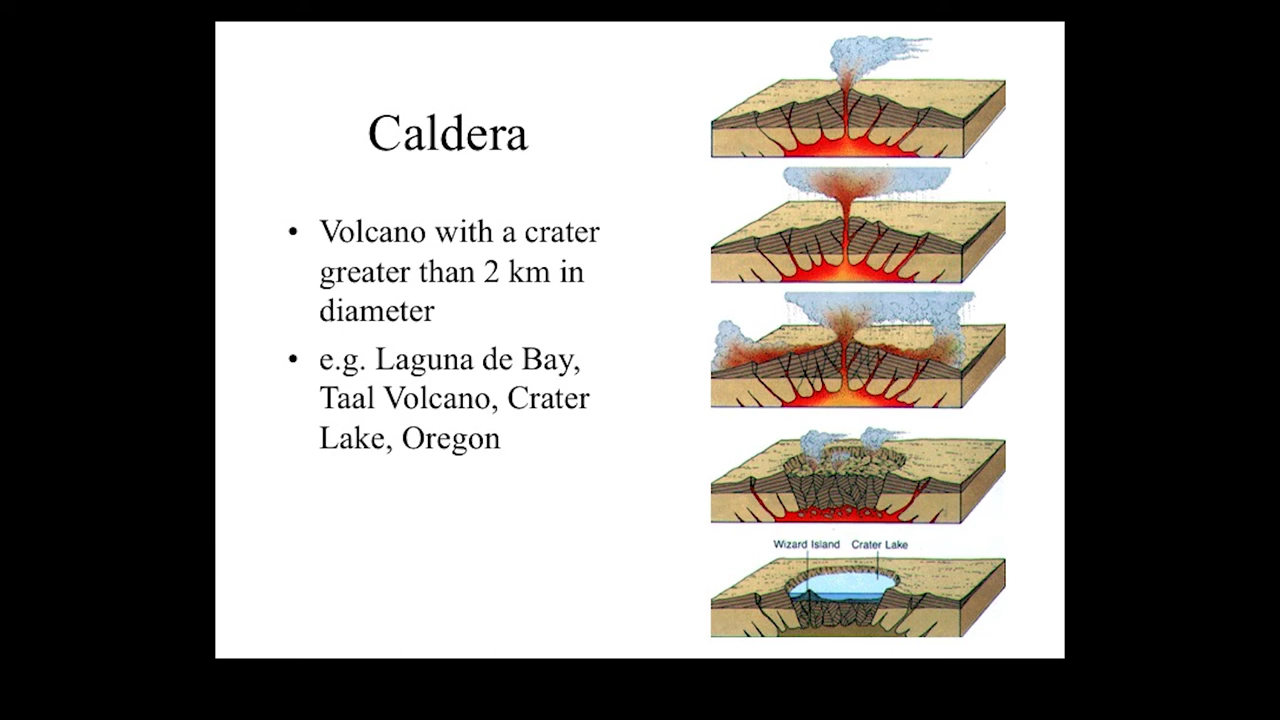 Caldera
• Volcano with a crater
greater than 2 km in
diameter
• e.g. Laguna de Bay,
Taal Volcano, Crater
Lake, Oregon
Wizard Island Crater Lake